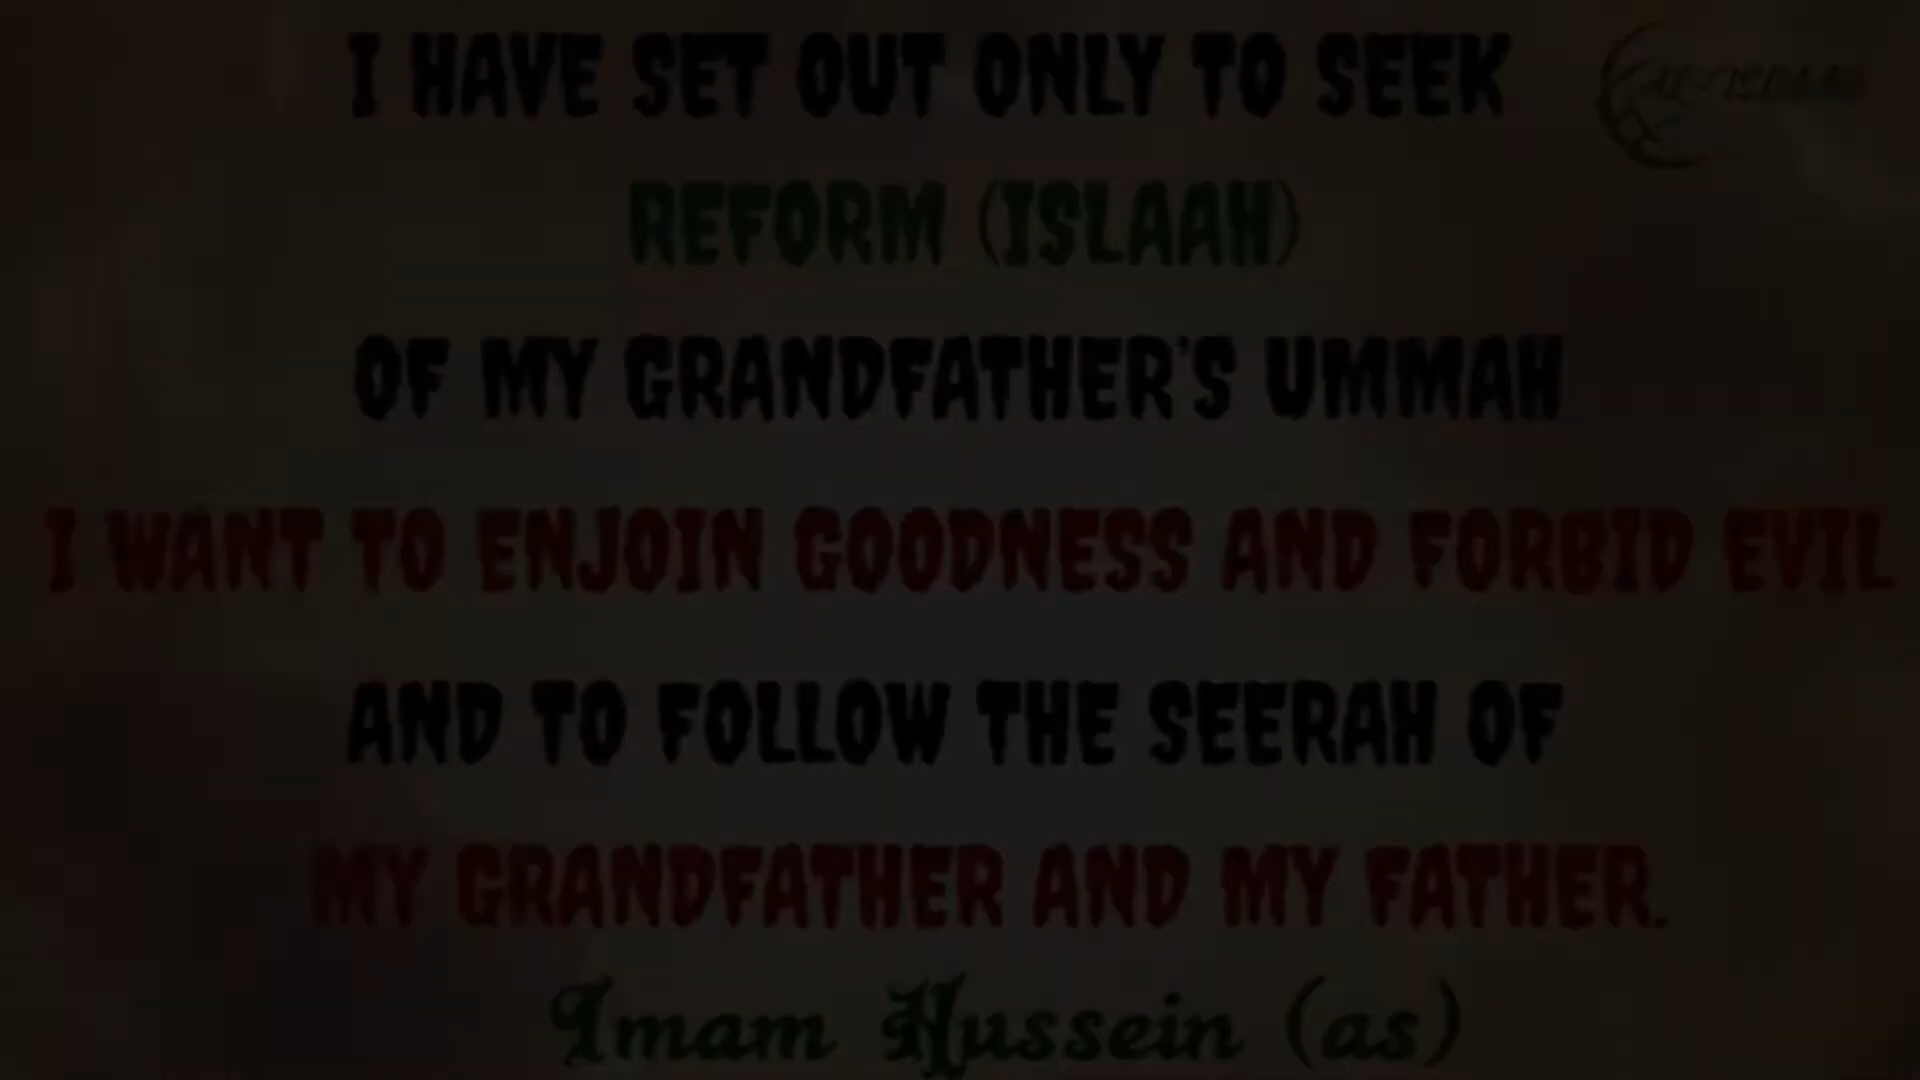 I HAVE SET OUT ONLY TO SEEK
REFORM (ISLAAH)
OF MY GRANDFATHER'S UMMAH
I WANT TO ENJOIN GOODNESS AND FORBID EVIL
AND TO FOLLOW THE SEERAH OF
MY GRANDFATHER AND MY FATHER.
Imam Hussein (as)